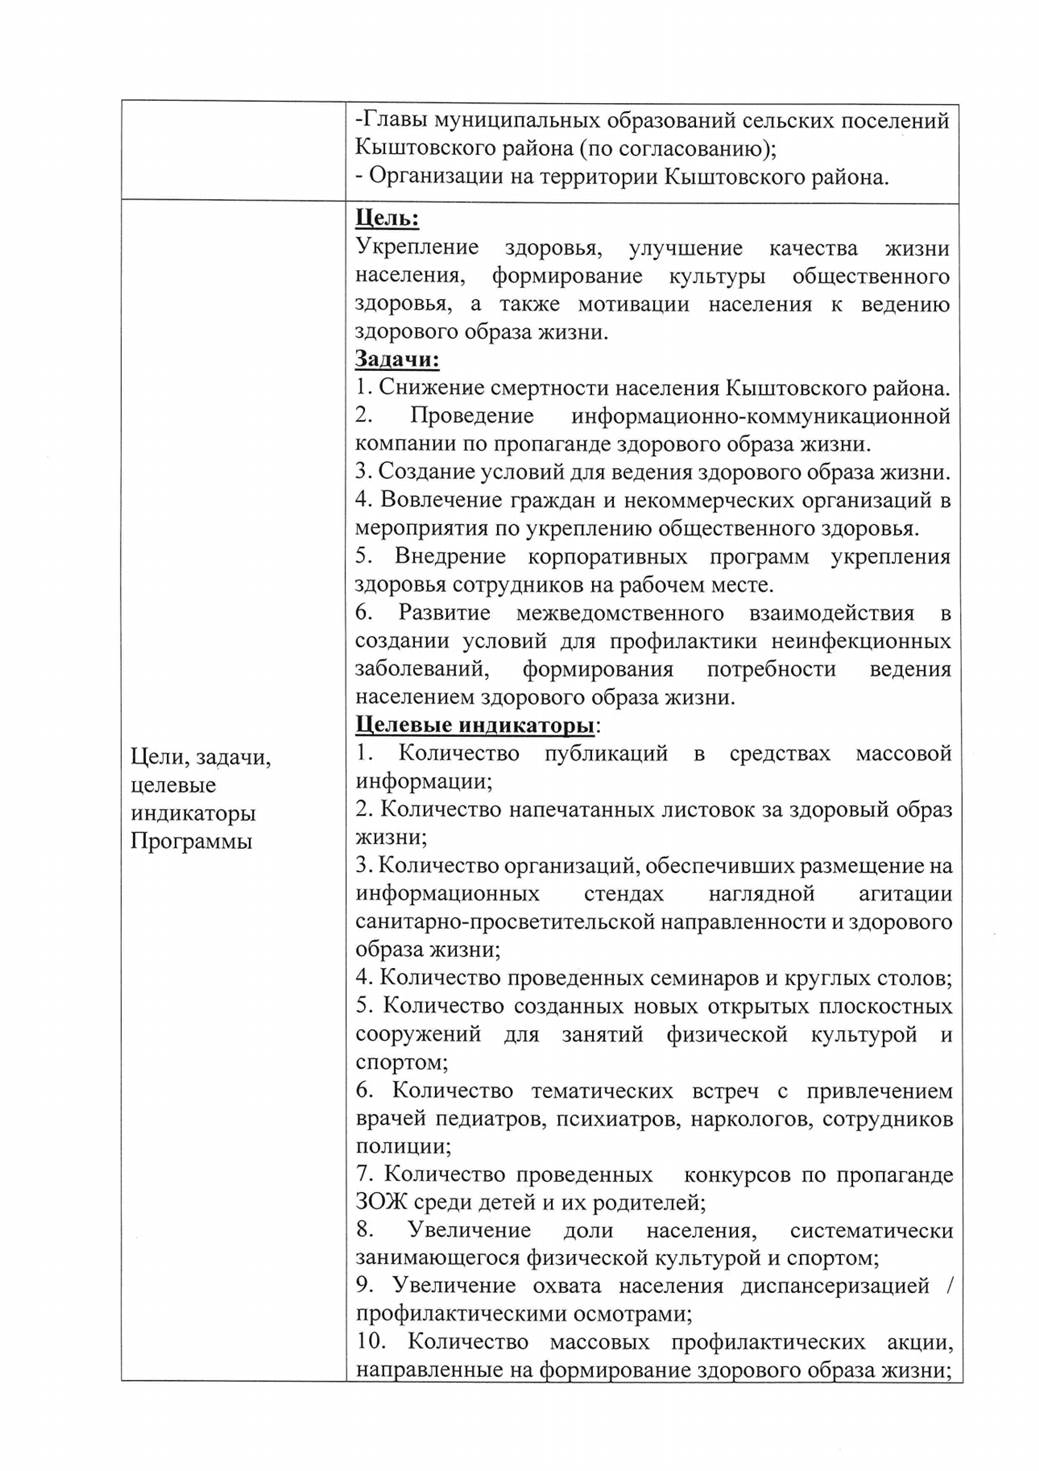 -Главы муниципальных образований сельских поселений
Кыштовского района (по согласованию);
- Организации на территории Кыштовского района.
Цели, задачи,
целевые
индикаторы
Программы
Цель:
Укрепление здоровья, улучшение качества жизни
населения, формирование культуры общественного
здоровья, а также мотивации населения к ведению
здорового образа жизни.
Задачи:
1. Снижение смертности населения Кыштовского района.
2. Проведение информационно-коммуникационной
компании по пропаганде здорового образа жизни.
3. Создание условий для ведения здорового образа жизни.
4. Вовлечение граждан и некоммерческих организаций в
мероприятия по укреплению общественного здоровья.
5. Внедрение корпоративных программ укрепления
здоровья сотрудников на рабочем месте.
6. Развитие межведомственного взаимодействия в
создании условий для профилактики неинфекционных
заболеваний, формирования потребности ведения
населением здорового образа жизни.
Целевые индикаторы:
1. Количество публикаций в средствах массовой
информации;
2. Количество напечатанных листовок за здоровый образ
жизни;
3. Количество организаций, обеспечивших размещение на
информационных стендах наглядной агитации
санитарно-просветительской направленности и здорового
образа жизни;
4. Количество проведенных семинаров и круглых столов;
5. Количество созданных новых открытых плоскостных
сооружений для занятий физической культурой и
спортом;
6. Количество тематических встреч с привлечением
врачей педиатров, психиатров, наркологов, сотрудников
полиции;
7. Количество проведенных конкурсов по пропаганде
ЗОЖ среди детей и их родителей;
8. Увеличение доли населения, систематически
занимающегося физической культурой и спортом;
9. Увеличение охвата населения диспансеризацией /
профилактическими осмотрами;
10. Количество массовых профилактических акции,
направленные на формирование здорового образа жизни;